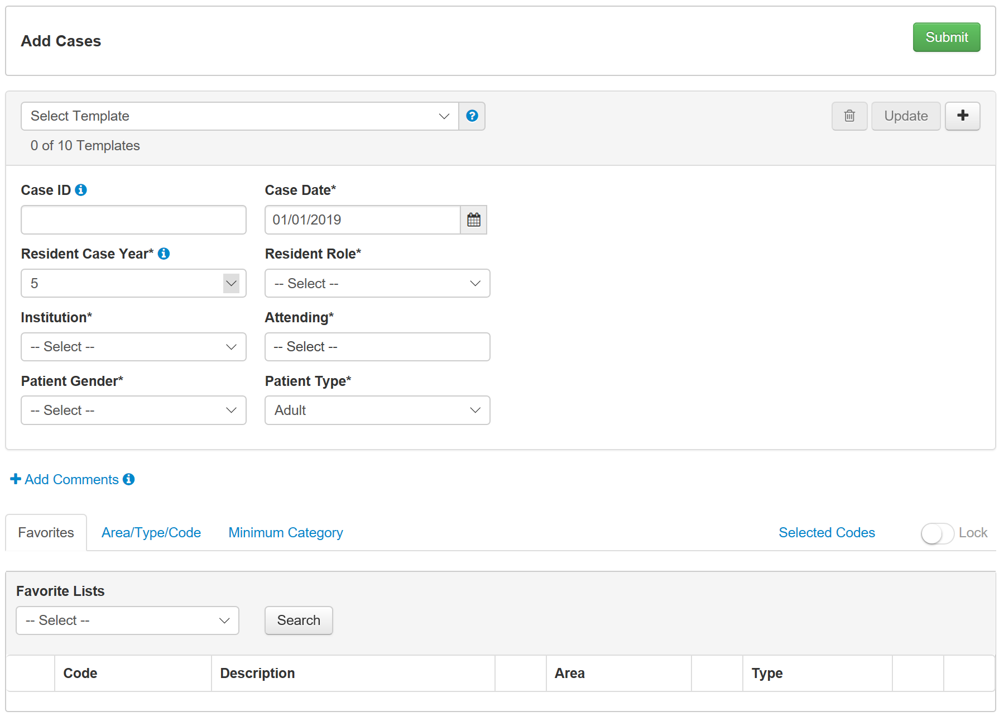 Add Cases
Submit
Select Template
Update
0 of 10 Templates
Case ID
Case Date*
01/01/2019
Resident Case Year*
Resident Role*
5
-- Select --
Institution*
Attending*
-- Select --
-- Select --
Patient Gender*
Patient Type*
-- Select --
Adult
Add Comments
Favorites
Area/Type/Code
Minimum Category
Selected Codes
Lock
Favorite Lists
-- Select --
Search
Code
Description
Area
Type